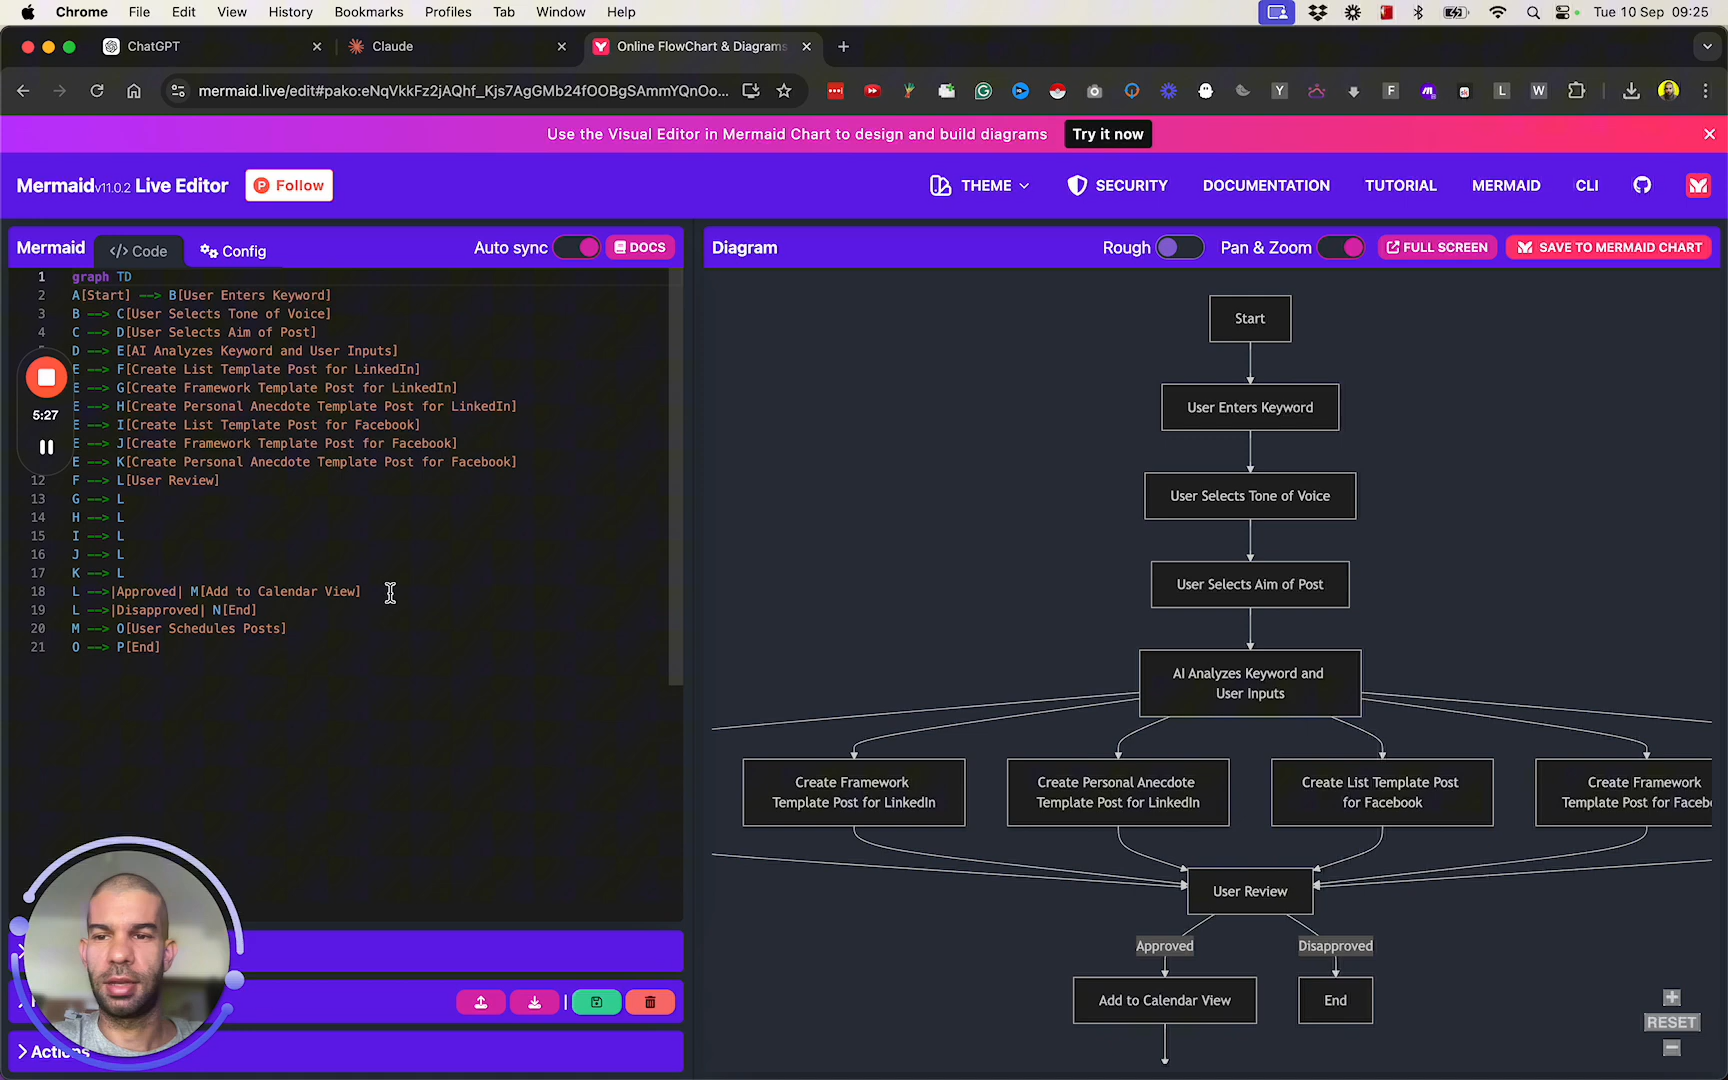 Chrome File Edit View History Bookmarks Profiles Tab Window Help Tue 10 Sep 09:25
ChatGPT
Claude
Online FlowChart & Diagrams
mermaid.live/edit#pako:eNqVkkFz2jAQhf_Kjs7AgGMb24fOOBgSAmmYQnOo...
Use the Visual Editor in Mermaid Chart to design and build diagrams Try it now
Mermaid v11.0.2 Live Editor
Follow
THEME
SECURITY
DOCUMENTATION
TUTORIAL
MERMAID
CLI
Mermaid
Code
Config
Auto sync
DOCS
1 graph TD
2 A[Start] --> B[User Enters Keyword]
3 B --> C[User Selects Tone of Voice]
4 C --> D[User Selects Aim of Post]
D --> E[AI Analyzes Keyword and User Inputs]
E --> F[Create List Template Post for LinkedIn]
E --> G[Create Framework Template Post for LinkedIn]
E --> H[Create Personal Anecdote Template Post for LinkedIn]
E --> I[Create List Template Post for Facebook]
E --> J[Create Framework Template Post for Facebook]
E --> K[Create Personal Anecdote Template Post for Facebook]
12 F --> L[User Review]
13 G --> L
14 H --> L
15 I --> L
16 J --> L
17 K --> L
18 L -->|Approved| M[Add to Calendar View]
19 L -->|Disapproved| N[End]
20 M --> O[User Schedules Posts]
21 O --> P[End]
5:27
Actions
Diagram
Rough
Pan & Zoom
FULL SCREEN
SAVE TO MERMAID CHART
Start
User Enters Keyword
User Selects Tone of Voice
User Selects Aim of Post
AI Analyzes Keyword and
User Inputs
Create Framework
Template Post for LinkedIn
Create Personal Anecdote
Template Post for LinkedIn
Create List Template Post
for Facebook
Create Framework
Template Post for Faceb
User Review
Approved
Disapproved
Add to Calendar View
End
RESET